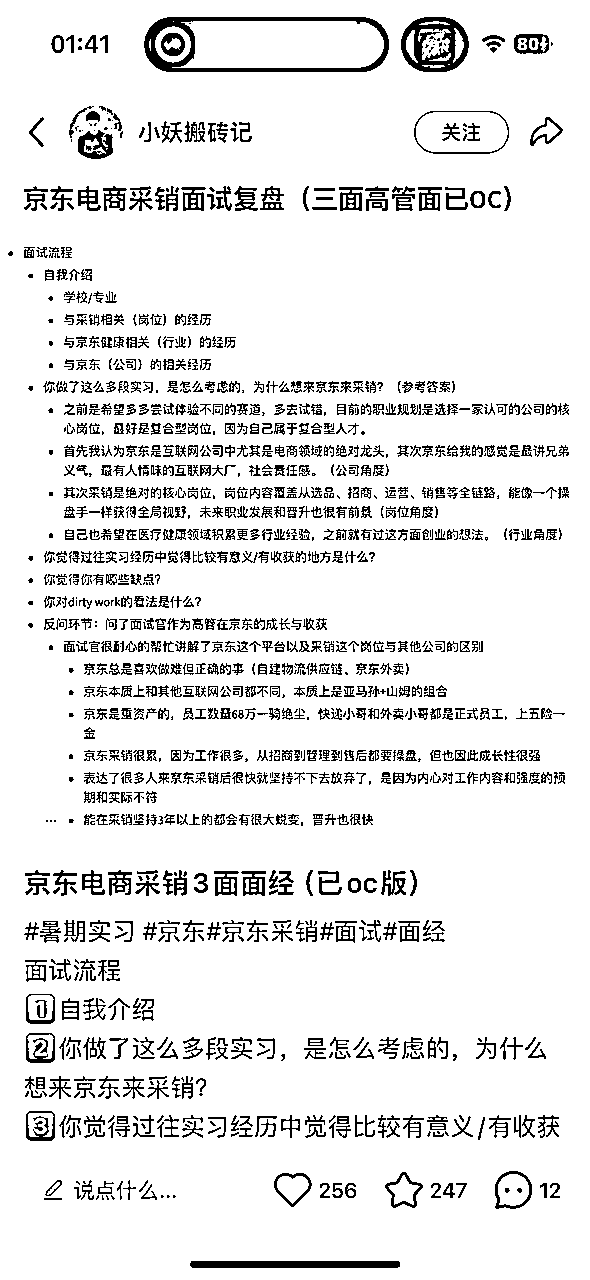 01:41
80
小妖搬砖记
关注
京东电商采销面试复盘（三面高管面已OC）
面试流程
自我介绍
学校/专业
与采销相关（岗位）的经历
与京东健康相关（行业）的经历
与京东（公司）的相关经历
你做了这么多段实习，是怎么考虑的，为什么想来京东来采销？（参考答案）
之前是希望多多尝试体验不同的赛道，多去试错，目前的职业规划是选择一家认可的公司的核
心岗位，最好是复合型岗位，因为自己属于复合型人才。
首先我认为京东是互联网公司中尤其是电商领域的绝对龙头，其次京东给我的感觉是最讲兄弟
义气，最有人情味的互联网大厂，社会责任感。（公司角度）
其次采销是绝对的核心岗位，岗位内容覆盖从选品、招商、运营、销售等全链路，能像一个操
盘手一样获得全局视野，未来职业发展和晋升也很有前景（岗位角度）
自己也希望在医疗健康领域积累更多行业经验，之前就有过这方面创业的想法。（行业角度）
你觉得过往实习经历中觉得比较有意义/有收获的地方是什么？
你觉得你有哪些缺点？
你对dirty work的看法是什么？
反问环节：问了面试官作为高管在京东的成长与收获
面试官很耐心的帮忙讲解了京东这个平台以及采销这个岗位与其他公司的区别
京东总是喜欢做难但正确的事（自建物流供应链、京东外卖）
京东本质上和其他互联网公司都不同，本质上是亚马孙+山姆的组合
京东是重资产的，员工数量68万一骑绝尘，快递小哥和外卖小哥都是正式员工，上五险一
金
京东采销很累，因为工作很多，从招商到管理到售后都要操盘，但也因此成长性很强
表达了很多人来京东采销后很快就坚持不下去放弃了，是因为内心对工作内容和强度的预
期和实际不符
... 能在采销坚持3年以上的都会有很大蜕变，晋升也很快
京东电商采销3面面经（已oc版）
#暑期实习 #京东#京东采销#面试#面经
面试流程
1自我介绍
2你做了这么多段实习，是怎么考虑的，为什么
想来京东来采销？
3你觉得过往实习经历中觉得比较有意义/有收获
说点什么...
256
247
12